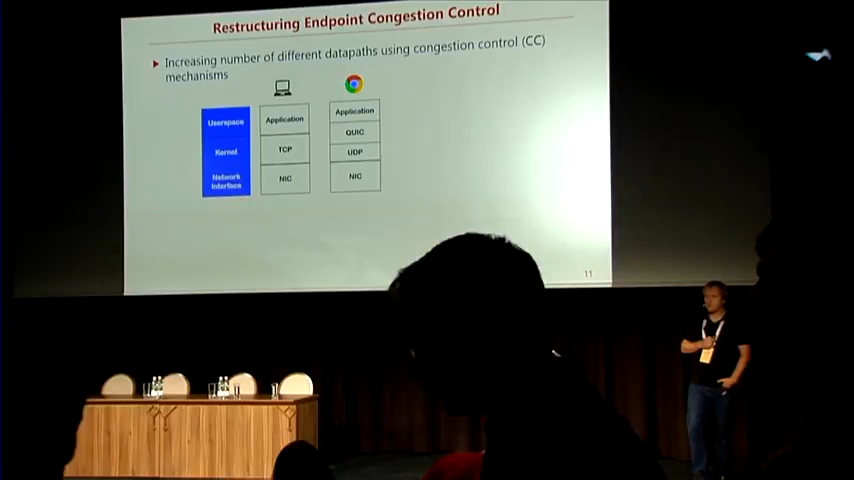 Restructuring Endpoint Congestion Control
Increasing number of different datapaths using congestion control (CC)
mechanisms
Userspace
Kernel
Network
Interface
Application
TCP
NIC
Application
QUIC
UDP
NIC
11